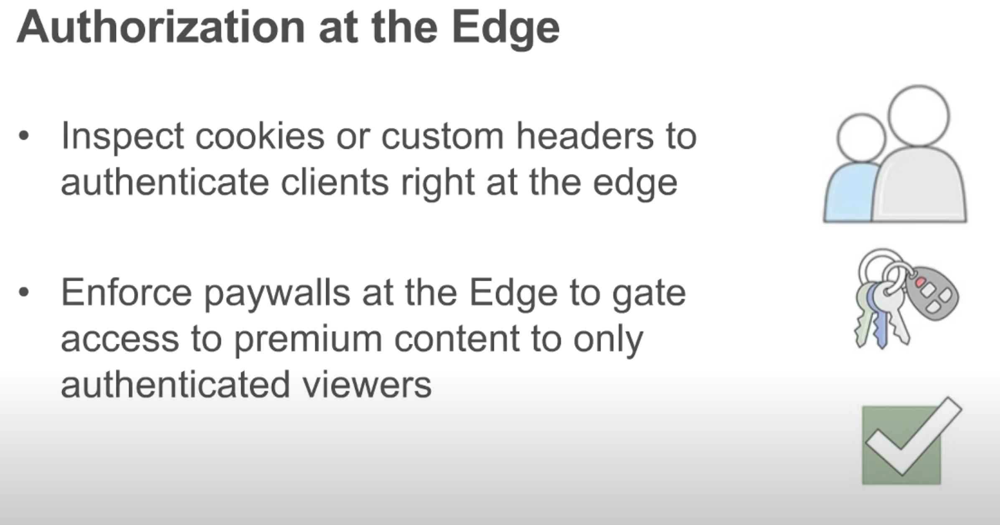 Authorization at the Edge
• Inspect cookies or custom headers to
authenticate clients right at the edge
• Enforce paywalls at the Edge to gate
access to premium content to only
authenticated viewers